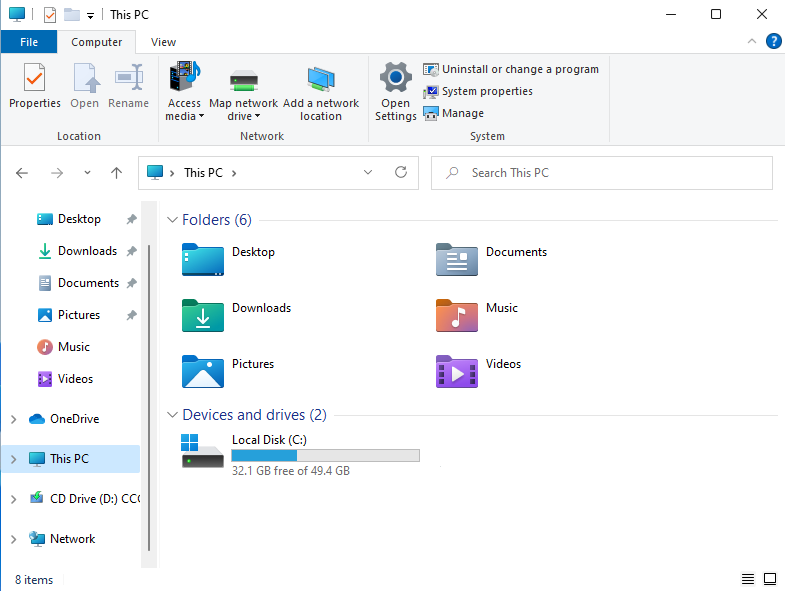 This PC
File
Computer
View
Properties
Open
Rename
Access
media
Map network
drive
Add a network
location
Open
Settings
Uninstall or change a program
System properties
Manage
Location
Network
System
This PC
Search This PC
Desktop
Downloads
Documents
Pictures
Music
Videos
OneDrive
This PC
CD Drive (D:) CC
Network
Folders (6)
Desktop
Documents
Downloads
Music
Pictures
Videos
Devices and drives (2)
Local Disk (C:)
32.1 GB free of 49.4 GB
8 items